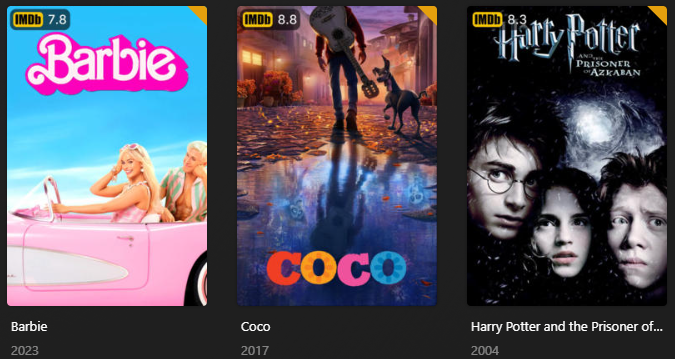 IMDb 7.8
Barbie
IMDb 8.8
COCO
IMDb 8.3
Harry Potter
AND THE
PRISONER
OF AZKABAN
Barbie
2023
Coco
2017
Harry Potter and the Prisoner of...
2004